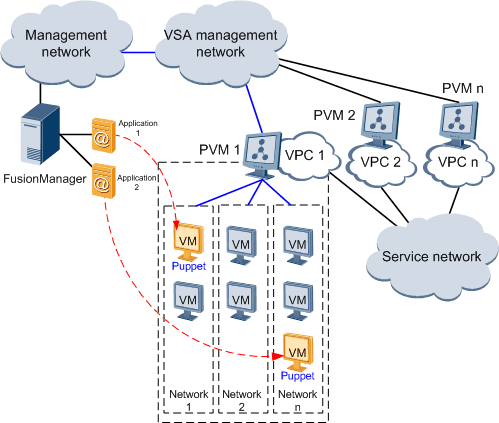 Management
network
VSA management
network
PVM n
PVM 2
Application
1
PVM 1
VPC 1
VPC 2
VPC n
FusionManager
Application
2
VM
VM
VM
Puppet
Service network
VM
VM
VM
VM
Puppet
Network
1
Network
2
Network
n